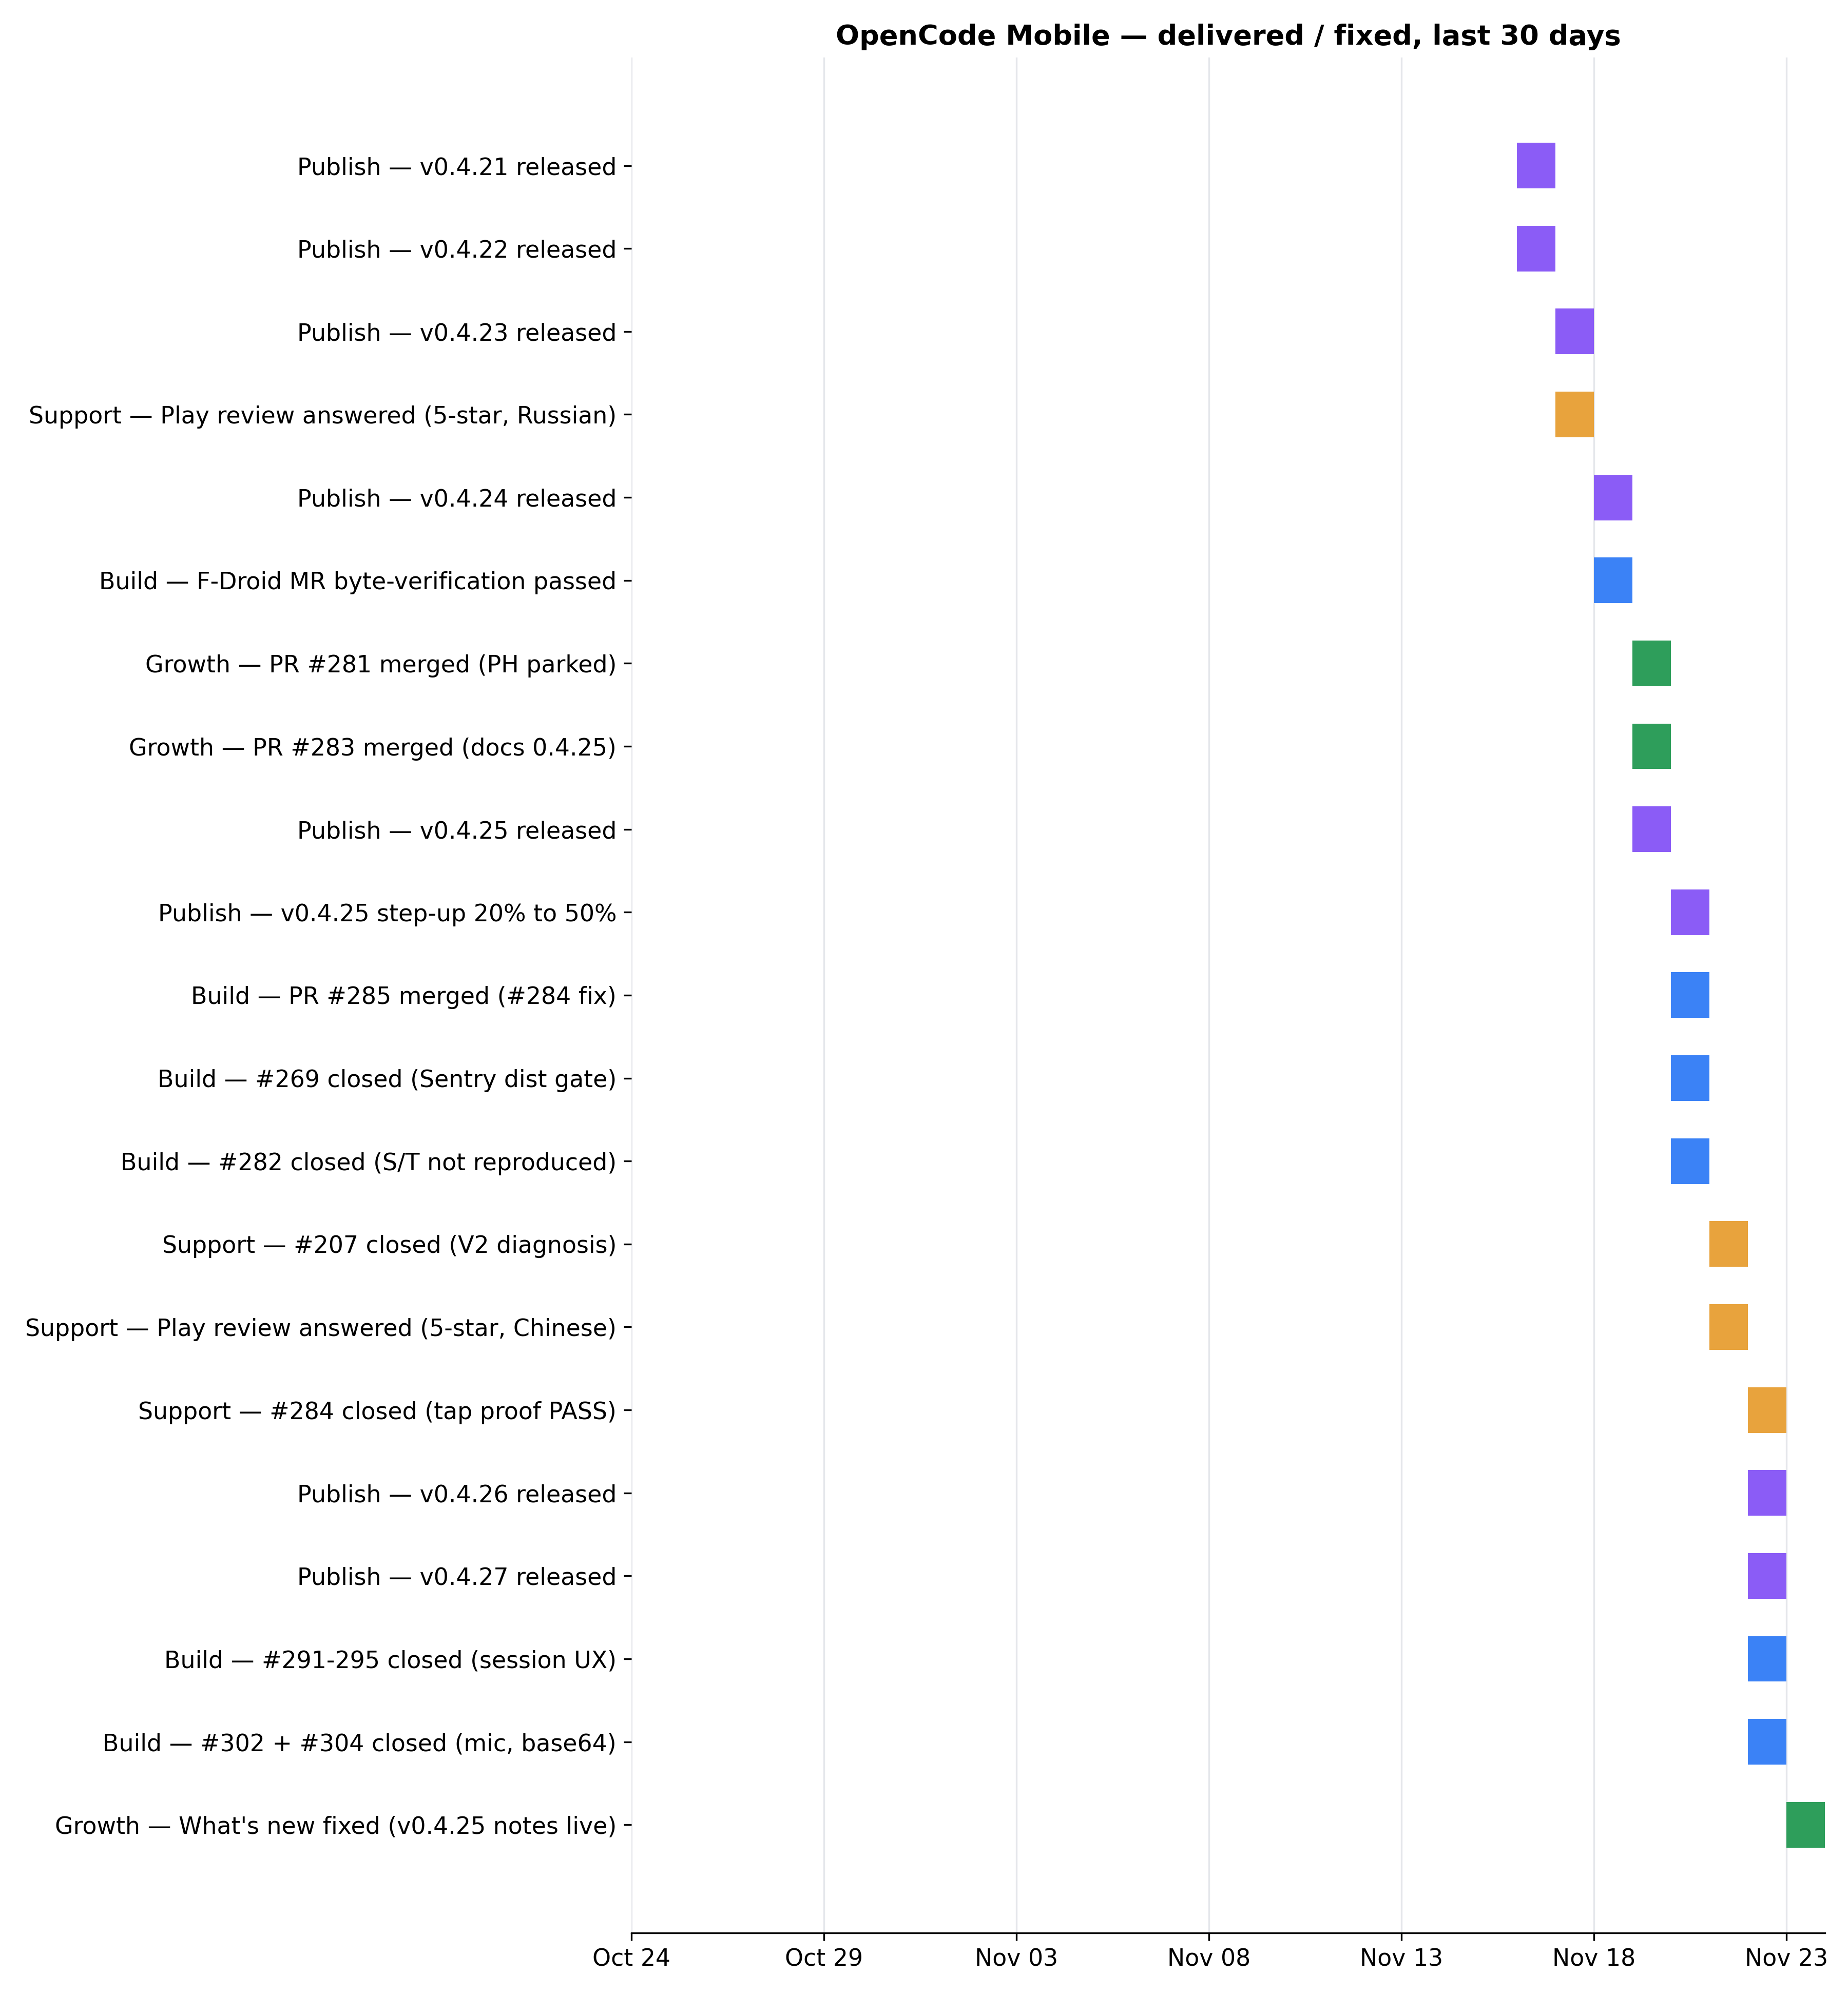 OpenCode Mobile — delivered / fixed, last 30 days
Publish — v0.4.21 released
Publish — v0.4.22 released
Publish — v0.4.23 released
Support — Play review answered (5-star, Russian)
Publish — v0.4.24 released
Build — F-Droid MR byte-verification passed
Growth — PR #281 merged (PH parked)
Growth — PR #283 merged (docs 0.4.25)
Publish — v0.4.25 released
Publish — v0.4.25 step-up 20% to 50%
Build — PR #285 merged (#284 fix)
Build — #269 closed (Sentry dist gate)
Build — #282 closed (S/T not reproduced)
Support — #207 closed (V2 diagnosis)
Support — Play review answered (5-star, Chinese)
Support — #284 closed (tap proof PASS)
Publish — v0.4.26 released
Publish — v0.4.27 released
Build — #291-295 closed (session UX)
Build — #302 + #304 closed (mic, base64)
Growth — What's new fixed (v0.4.25 notes live)
Oct 24 Oct 29 Nov 03 Nov 08 Nov 13 Nov 18 Nov 23